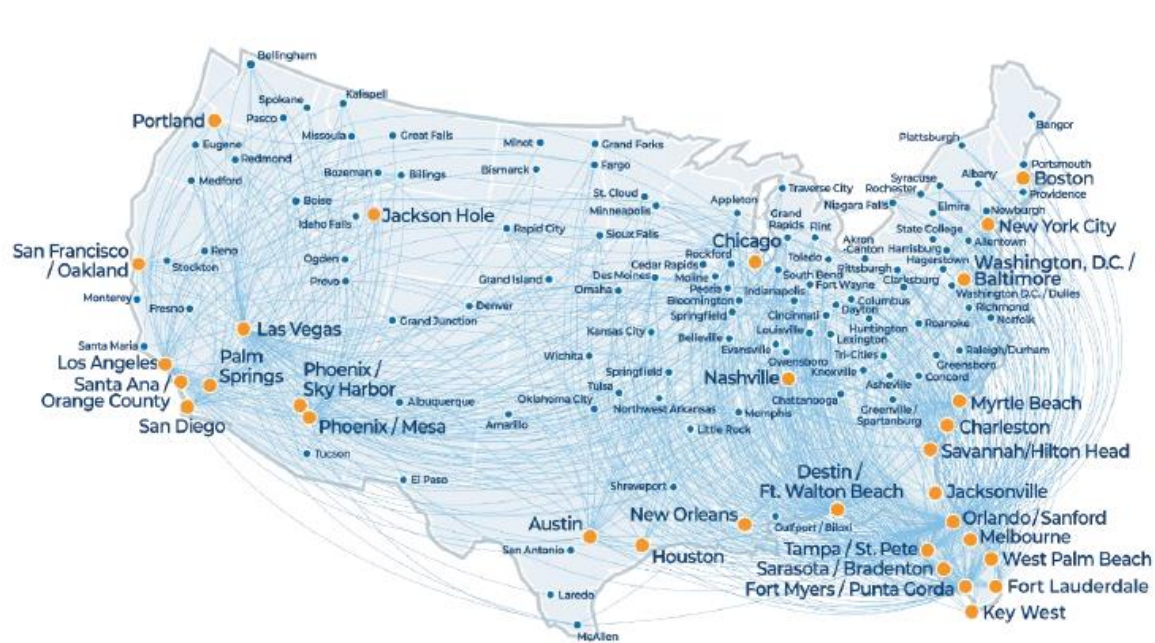 Bellingham
Spokane
Kalispell
Portland
Pasco
Missoula
Great Falls
Minot
Grand Forks
Plattsburgh
Bangor
Eugene
Redmond
Medford
Bozeman
Billings
Bismarck
Fargo
Portsmouth
Boston
Providence
Boise
Idaho Falls
Jackson Hole
St. Cloud
Minneapolis
Appleton
Traverse City
Syracuse
Rochester
Albany
Niagara Falls
Elmira
Newburgh
New York City
San Francisco
/ Oakland
Reno
Stockton
Ogden
Provo
Rapid City
Sioux Falls
Grand
Rapids
Flint
State College
Allentown
Akron
-Canton
Harrisburg
Hagerstown
Chicago
Rockford
Toledo
Pittsburgh
Washington, D.C. /
Baltimore
Cedar Rapids
Des Moines
Moline
Peoria
South Bend
Fort Wayne
Clarksburg
Washington D.C. / Dulles
Monterey
Fresno
Grand Island
Omaha
Denver
Grand Junction
Bloomington
Springfield
Indianapolis
Columbus
Dayton
Cincinnati
Richmond
Norfolk
Huntington
Roanoke
Las Vegas
Kansas City
Belleville
Louisville
Lexington
Evansville
Owensboro
Tri-Cities
Raleigh/Durham
Greensboro
Santa Maria
Los Angeles
Palm
Springs
Santa Ana /
Orange County
San Diego
Phoenix /
Sky Harbor
Phoenix / Mesa
Wichita
Springfield
Tulsa
Nashville
Knoxville
Asheville
Concord
Albuquerque
Amarillo
Oklahoma City
Northwest Arkansas
Memphis
Little Rock
Chattanooga
Greenville /
Spartanburg
Myrtle Beach
Charleston
Savannah/Hilton Head
Tucson
El Paso
Shreveport
Destin /
Ft. Walton Beach
Jacksonville
Austin
New Orleans
Gulfport / Biloxi
Orlando/Sanford
Melbourne
San Antonio
Houston
Tampa / St. Pete
West Palm Beach
Sarasota / Bradenton
Fort Myers / Punta Gorda
Fort Lauderdale
Laredo
Key West
McAllen